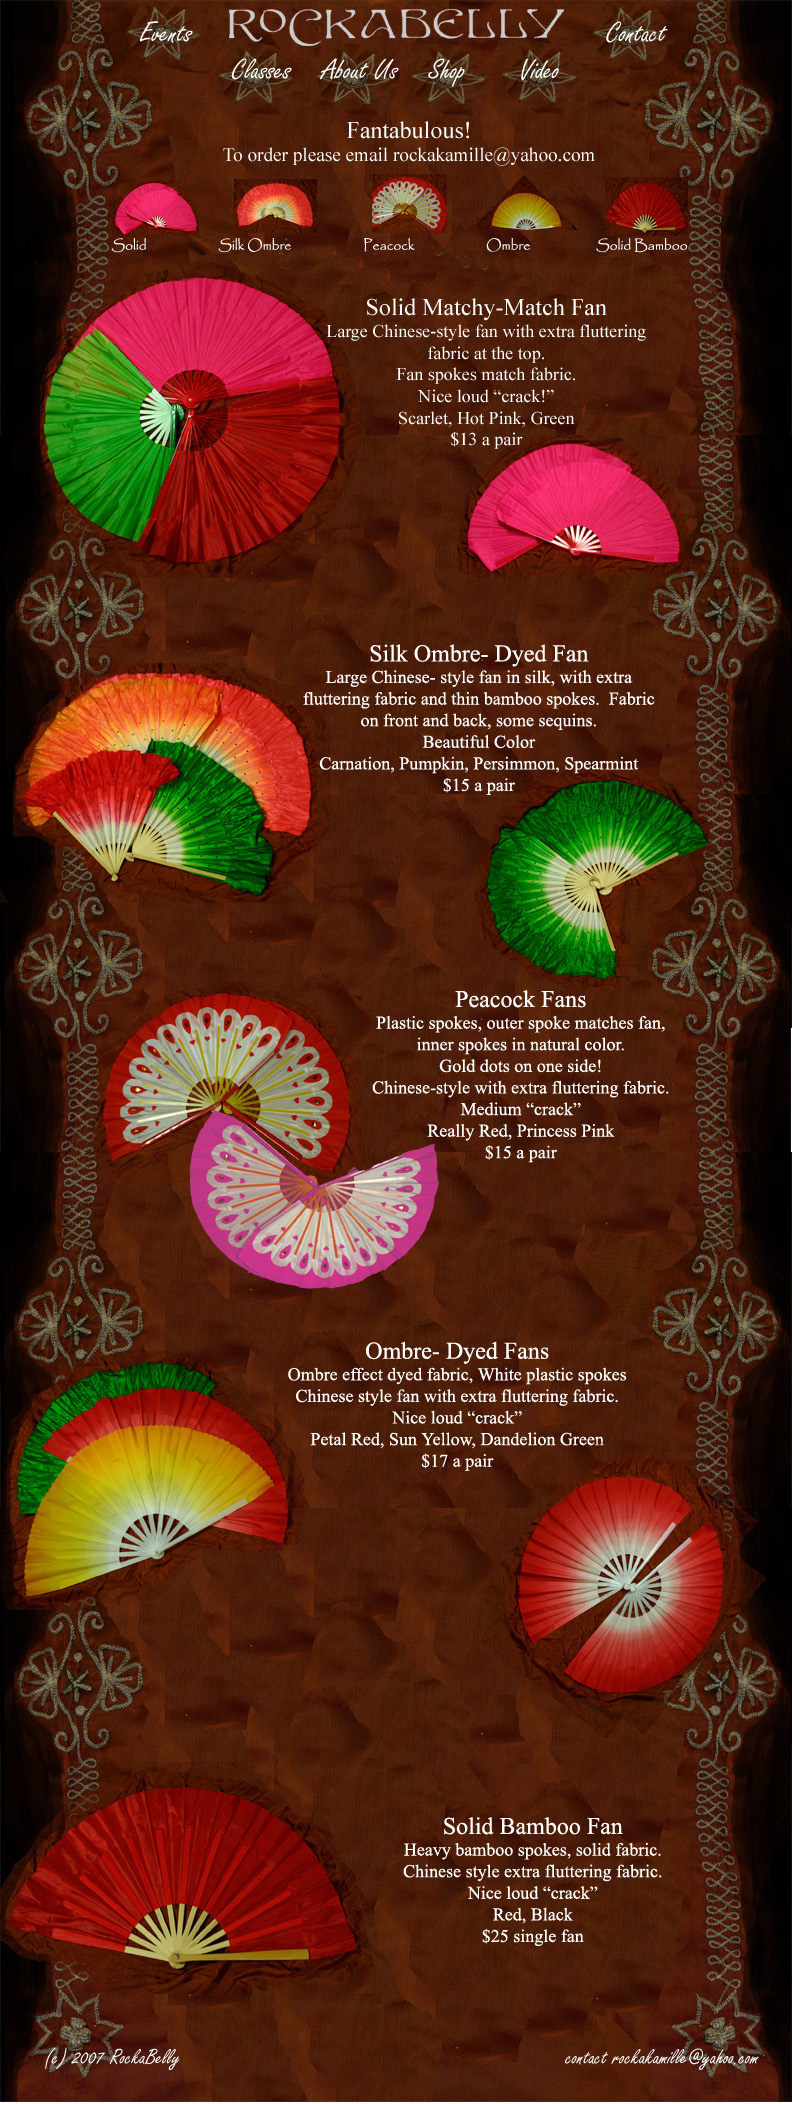 ROCKABELLY
Events
Contact
Classes About Us Shop Video
Fantabulous!
To order please email rockakamille@yahoo.com
Solid Silk Ombre Peacock Ombre Solid Bamboo
Solid Matchy-Match Fan
Large Chinese-style fan with extra fluttering
fabric at the top.
Fan spokes match fabric.
Nice loud “crack!”
Scarlet, Hot Pink, Green
$13 a pair
Silk Ombre- Dyed Fan
Large Chinese- style fan in silk, with extra
fluttering fabric and thin bamboo spokes. Fabric
on front and back, some sequins.
Beautiful Color
Carnation, Pumpkin, Persimmon, Spearmint
$15 a pair
Peacock Fans
Plastic spokes, outer spoke matches fan,
inner spokes in natural color.
Gold dots on one side!
Chinese-style with extra fluttering fabric.
Medium “crack”
Really Red, Princess Pink
$15 a pair
Ombre- Dyed Fans
Ombre effect dyed fabric, White plastic spokes
Chinese style fan with extra fluttering fabric.
Nice loud “crack”
Petal Red, Sun Yellow, Dandelion Green
$17 a pair
Solid Bamboo Fan
Heavy bamboo spokes, solid fabric.
Chinese style extra fluttering fabric.
Nice loud “crack”
Red, Black
$25 single fan
(c) 2007 RockaBelly
contact rockakamille@yahoo.com